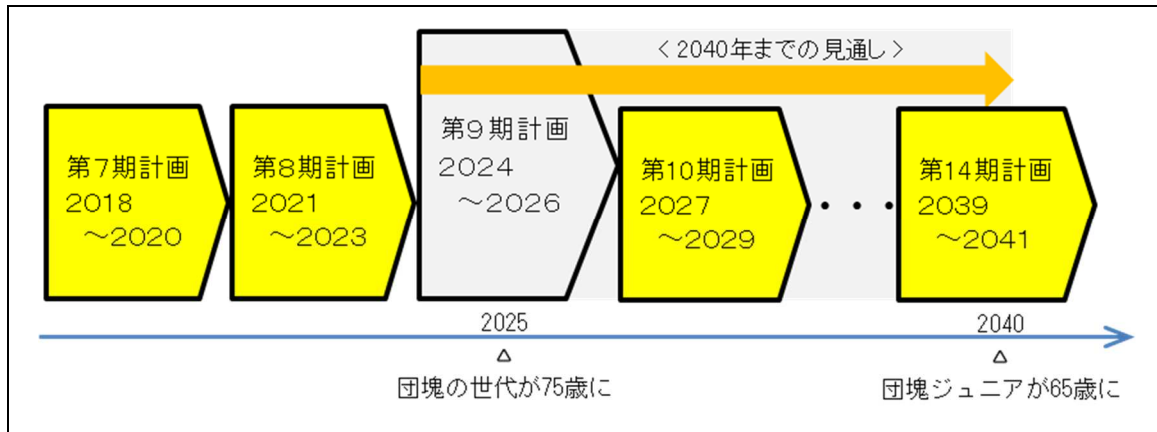 ＜2040年までの見通し＞
第７期計画
２０１８
～２０２０
第８期計画
２０２１
～２０２３
第９期計画
２０２４
～２０２６
第10期計画
２０２７
～２０２９
・・・
第14期計画
２０３９
～２０４１
2025
△
団塊の世代が75歳に
2040
△
団塊ジュニアが65歳に